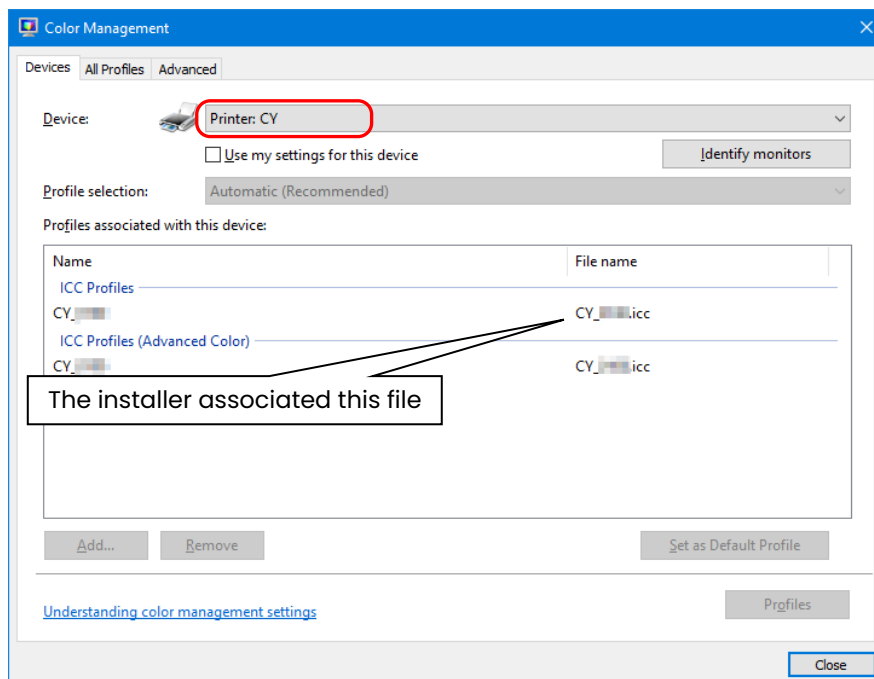 Color Management
Devices All Profiles Advanced
Device: Printer: CY
Use my settings for this device Identify monitors
Profile selection: Automatic (Recommended)
Profiles associated with this device:
Name File name
ICC Profiles
CY_ CY_ .icc
ICC Profiles (Advanced Color)
CY_ CY_ icc
The installer associated this file
Add... Remove Set as Default Profile
Understanding color management settings Profiles
Close